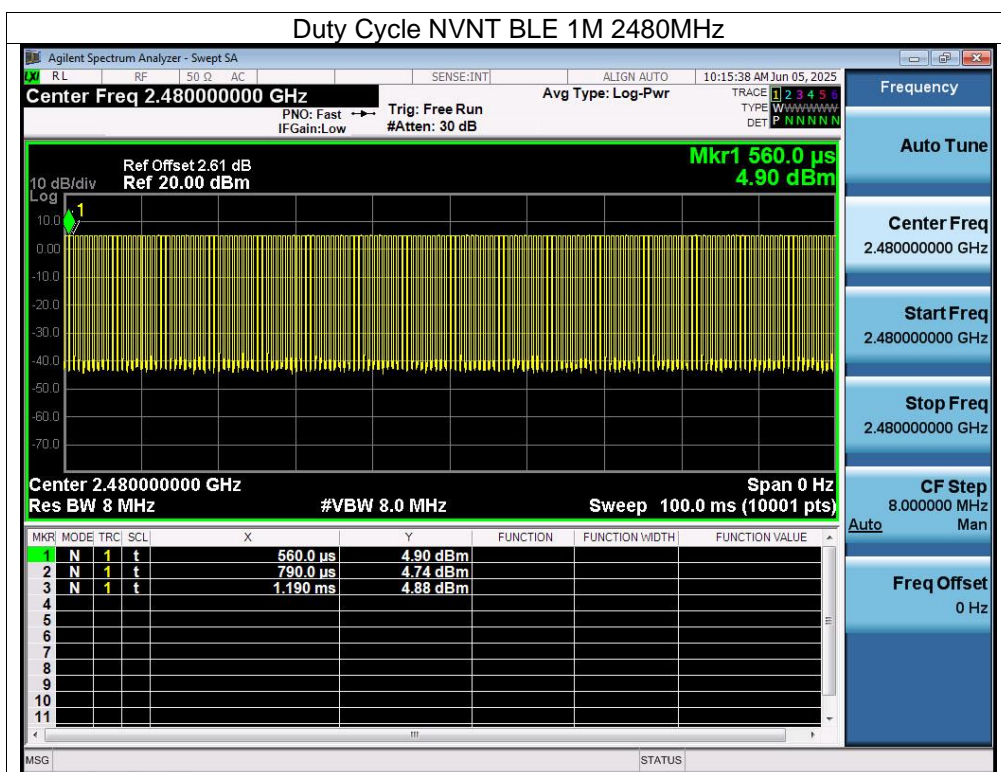 Duty Cycle NVNT BLE 1M 2480MHz
Agilent Spectrum Analyzer - Swept SA
LXI RL RF 50 Ω AC SENSE:INT ALIGN AUTO 10:15:38 AM Jun 05, 2025
Center Freq 2.480000000 GHz Avg Type: Log-Pwr TRACE 1 2 3 4 5 6
PNO: Fast Trig: Free Run TYPE WWWWWW
IFGain:Low #Atten: 30 dB DET P N N N N N
Frequency
Auto Tune
Center Freq
2.480000000 GHz
Start Freq
2.480000000 GHz
Stop Freq
2.480000000 GHz
CF Step
8.000000 MHz
Auto Man
Freq Offset
0 Hz
Mkr1 560.0 µs
4.90 dBm
Ref Offset 2.61 dB
10 dB/div Ref 20.00 dBm
Log
1
10.0
0.00
-10.0
-20.0
-30.0
-40.0
-50.0
-60.0
-70.0
Center 2.480000000 GHz Span 0 Hz
Res BW 8 MHz #VBW 8.0 MHz Sweep 100.0 ms (10001 pts)
MKR MODE TRC SCL X Y FUNCTION FUNCTION WIDTH FUNCTION VALUE
1 N 1 t 560.0 µs 4.90 dBm
2 N 1 t 790.0 µs 4.74 dBm
3 N 1 t 1.190 ms 4.88 dBm
4
5
6
7
8
9
10
11
MSG STATUS